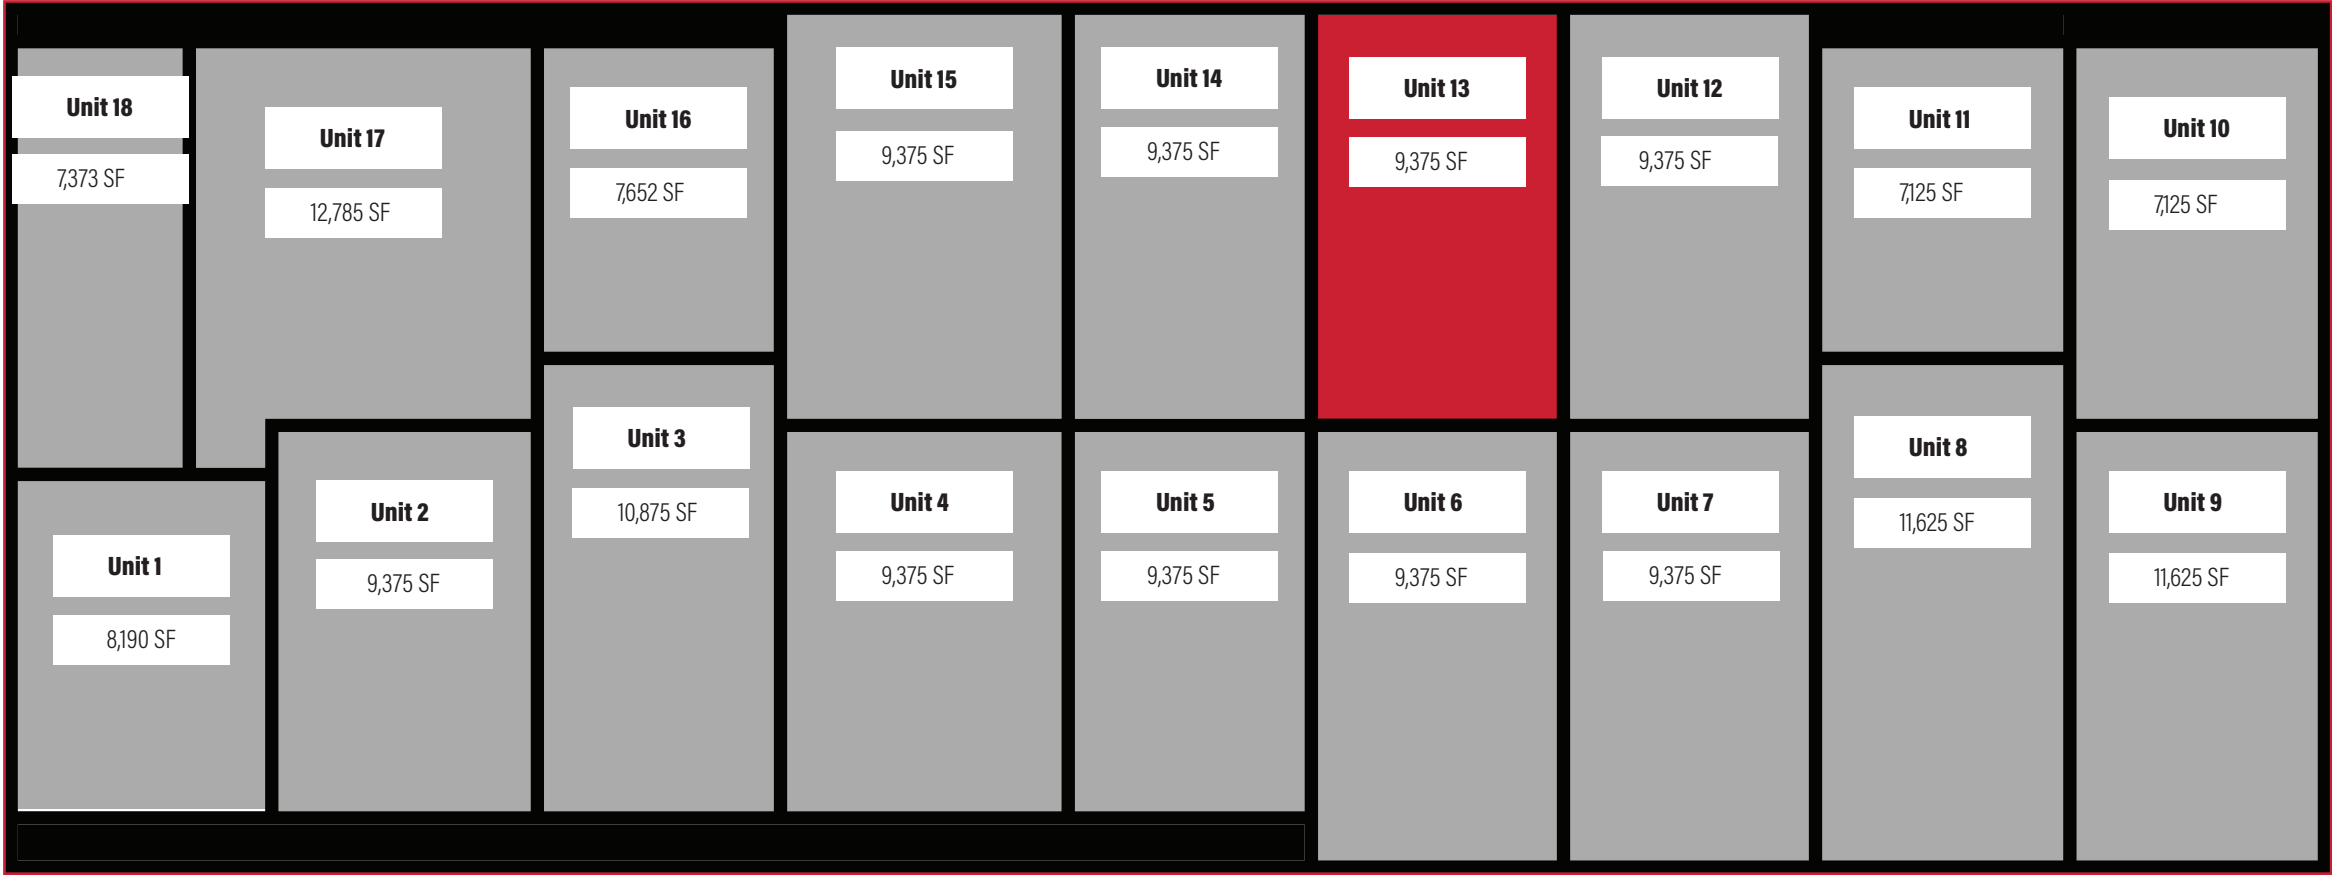 Unit 18
7,373 SF
Unit 17
12,785 SF
Unit 16
7,652 SF
Unit 15
9,375 SF
Unit 14
9,375 SF
Unit 13
9,375 SF
Unit 12
9,375 SF
Unit 11
7,125 SF
Unit 10
7,125 SF
Unit 1
8,190 SF
Unit 2
9,375 SF
Unit 3
10,875 SF
Unit 4
9,375 SF
Unit 5
9,375 SF
Unit 6
9,375 SF
Unit 7
9,375 SF
Unit 8
11,625 SF
Unit 9
11,625 SF